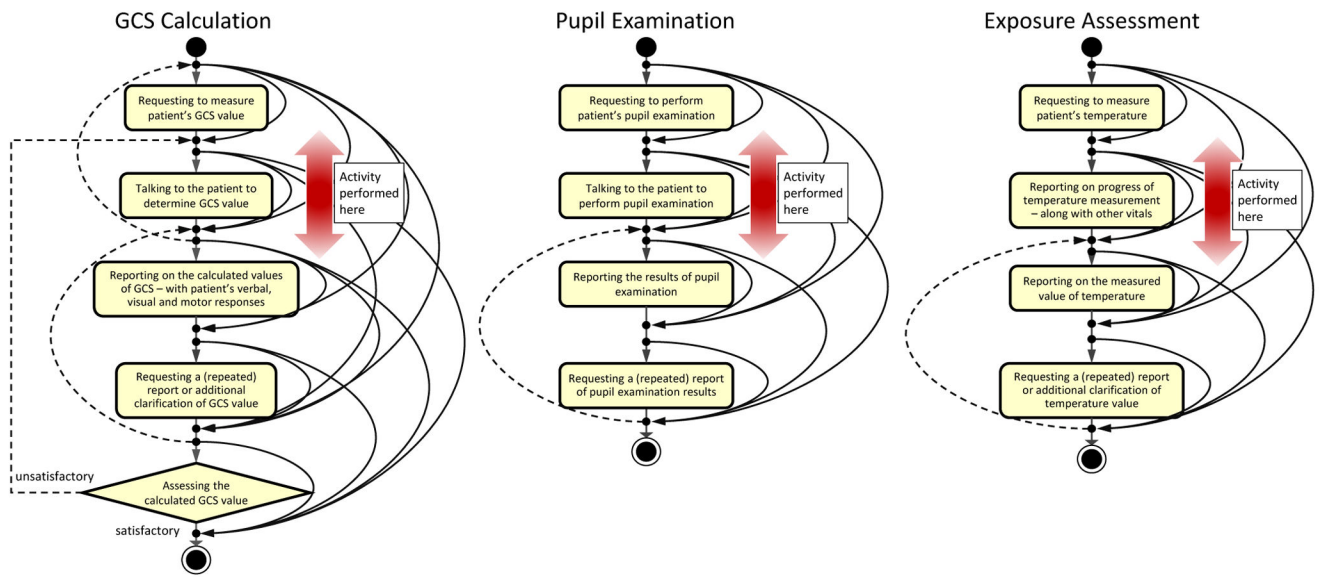 GCS Calculation
Requesting to measure
patient's GCS value
Talking to the patient to
determine GCS value
Activity
performed
here
Reporting on the calculated values
of GCS – with patient's verbal,
visual and motor responses
Requesting a (repeated)
report or additional
clarification of GCS value
unsatisfactory
Assessing the
calculated GCS value
satisfactory
Pupil Examination
Requesting to perform
patient's pupil examination
Talking to the patient to
perform pupil examination
Activity
performed
here
Reporting the results of pupil
examination
Requesting a (repeated) report
of pupil examination results
Exposure Assessment
Requesting to measure
patient's temperature
Reporting on progress of
temperature measurement
– along with other vitals
Activity
performed
here
Reporting on the measured
value of temperature
Requesting a (repeated) report
or additional clarification of
temperature value